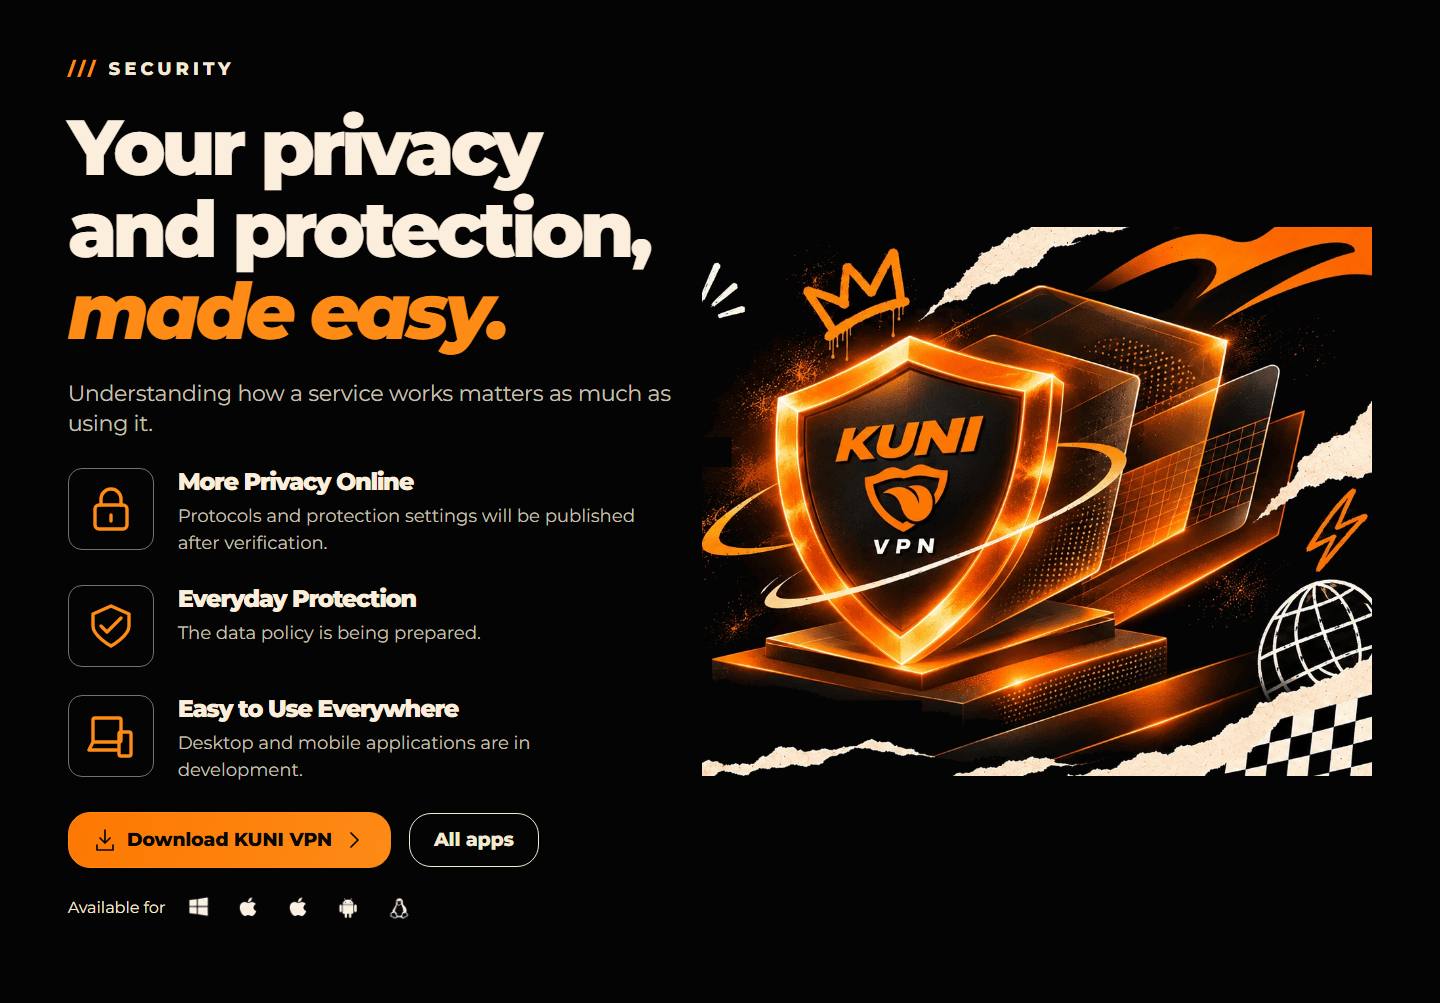 /// SECURITY
Your privacy
and protection,
made easy.
Understanding how a service works matters as much as
using it.
More Privacy Online
Protocols and protection settings will be published
after verification.
Everyday Protection
The data policy is being prepared.
Easy to Use Everywhere
Desktop and mobile applications are in
development.
Download KUNI VPN
All apps
Available for
KUNI
VPN